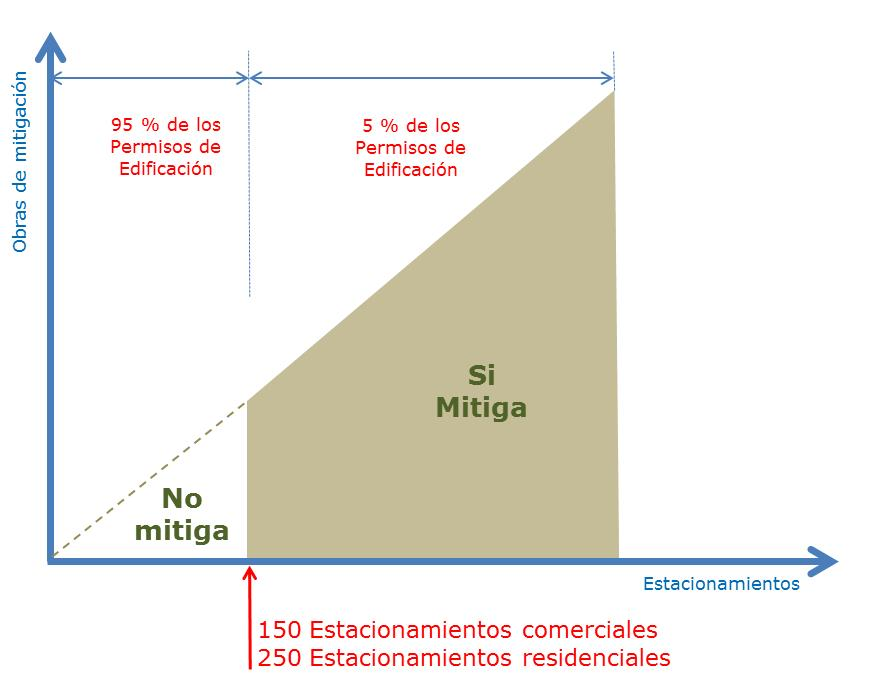 Obras de mitigación
95 % de los
Permisos de
Edificación
5 % de los
Permisos de
Edificación
Si
Mitiga
No
mitiga
Estacionamientos
150 Estacionamientos comerciales
250 Estacionamientos residenciales